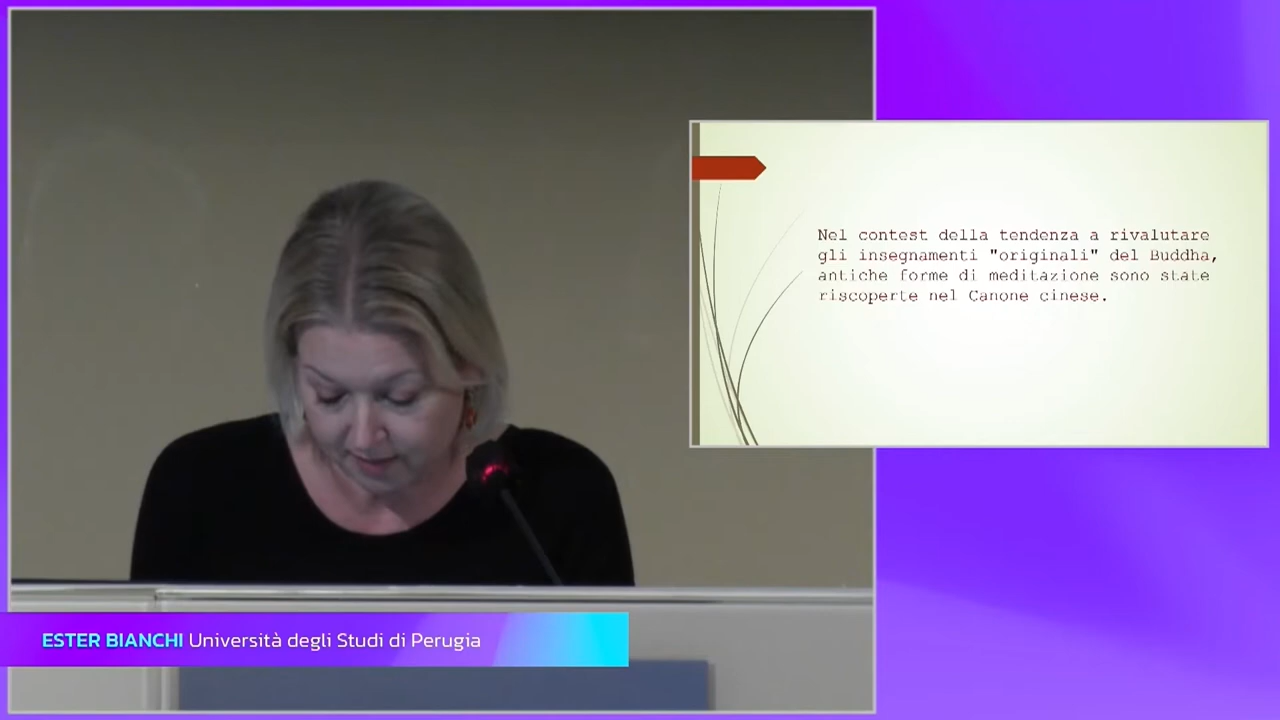 Nel contest della tendenza a rivalutare
gli insegnamenti "originali" del Buddha,
antiche forme di meditazione sono state
riscoperte nel Canone cinese.
ESTER BIANCHI Università degli Studi di Perugia